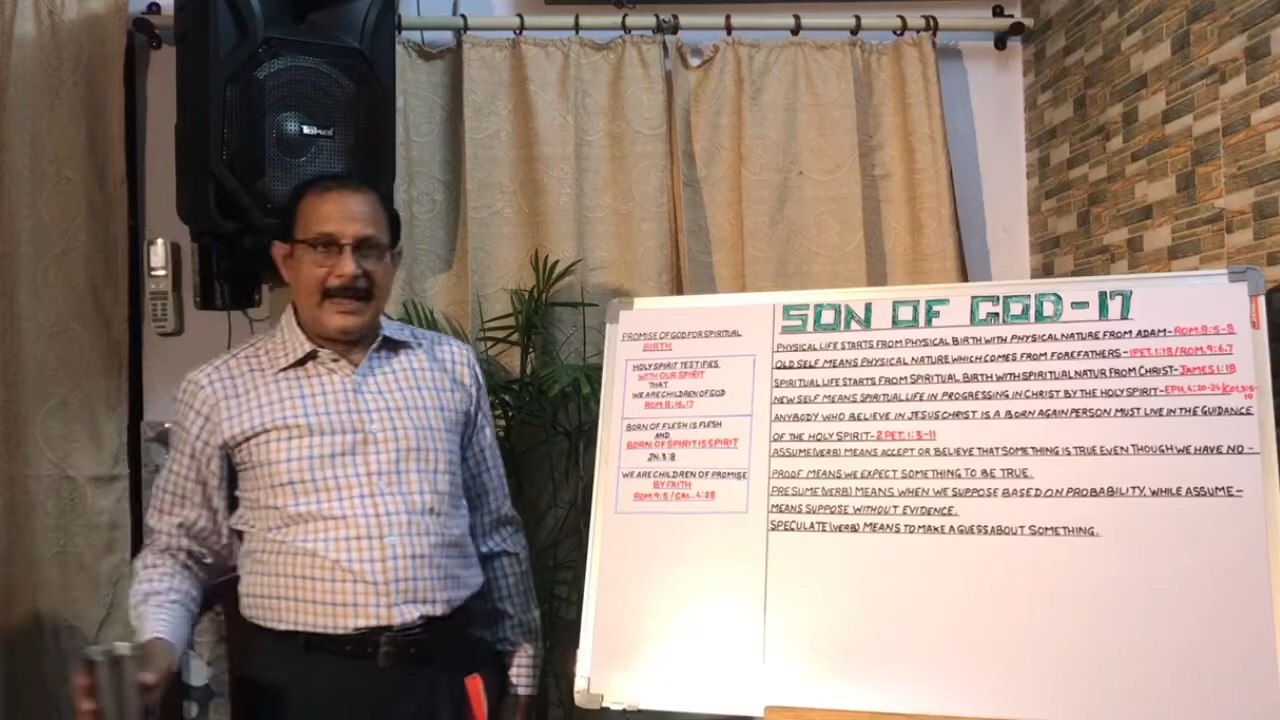 SON OF GOD-17
PROMISE OF GOD FOR SPIRITUAL
BIRTH
HOLY SPIRIT TESTIFIES
WITH OUR SPIRIT
THAT
WE ARE CHILDREN OF GOD
ROM.8:16,17
BORN OF FLESH IS FLESH
AND
BORN OF SPIRIT IS SPIRIT
JN.3:8
WE ARE CHILDREN OF PROMISE
BY FAITH
ROM.9:8/GAL.4:28
PHYSICAL LIFE STARTS FROM PHYSICAL BIRTH WITH PHYSICAL NATURE FROM ADAM-ROM.8:5-8
OLD SELF MEANS PHYSICAL NATURE WHICH COMES FROM FOREFATHERS-1PET.1:18/ROM.9:6,7
SPIRITUAL LIFE STARTS FROM SPIRITUAL BIRTH WITH SPIRITUAL NATUR FROM CHRIST-JAMES 1:18
NEW SELF MEANS SPIRITUAL LIFE IN PROGRESSING IN CHRIST BY THE HOLY SPIRIT-EPH.4:20-24
ANYBODY WHO BELIEVE IN JESUS CHRIST IS A BORN AGAIN PERSON MUST LIVE IN THE GUIDANCE
OF THE HOLY SPIRIT-2PET.1:3-11
ASSUME(VERB) MEANS ACCEPT OR BELIEVE THAT SOMETHING IS TRUE EVEN THOUGH WE HAVE NO-
PROOF MEANS WE EXPECT SOMETHING TO BE TRUE.
PRESUME(VERB) MEANS WHEN WE SUPPOSE BASED ON PROBABILITY, WHILE ASSUME-
MEANS SUPPOSE WITHOUT EVIDENCE.
SPECULATE(VERB) MEANS TO MAKE A GUESS ABOUT SOMETHING.